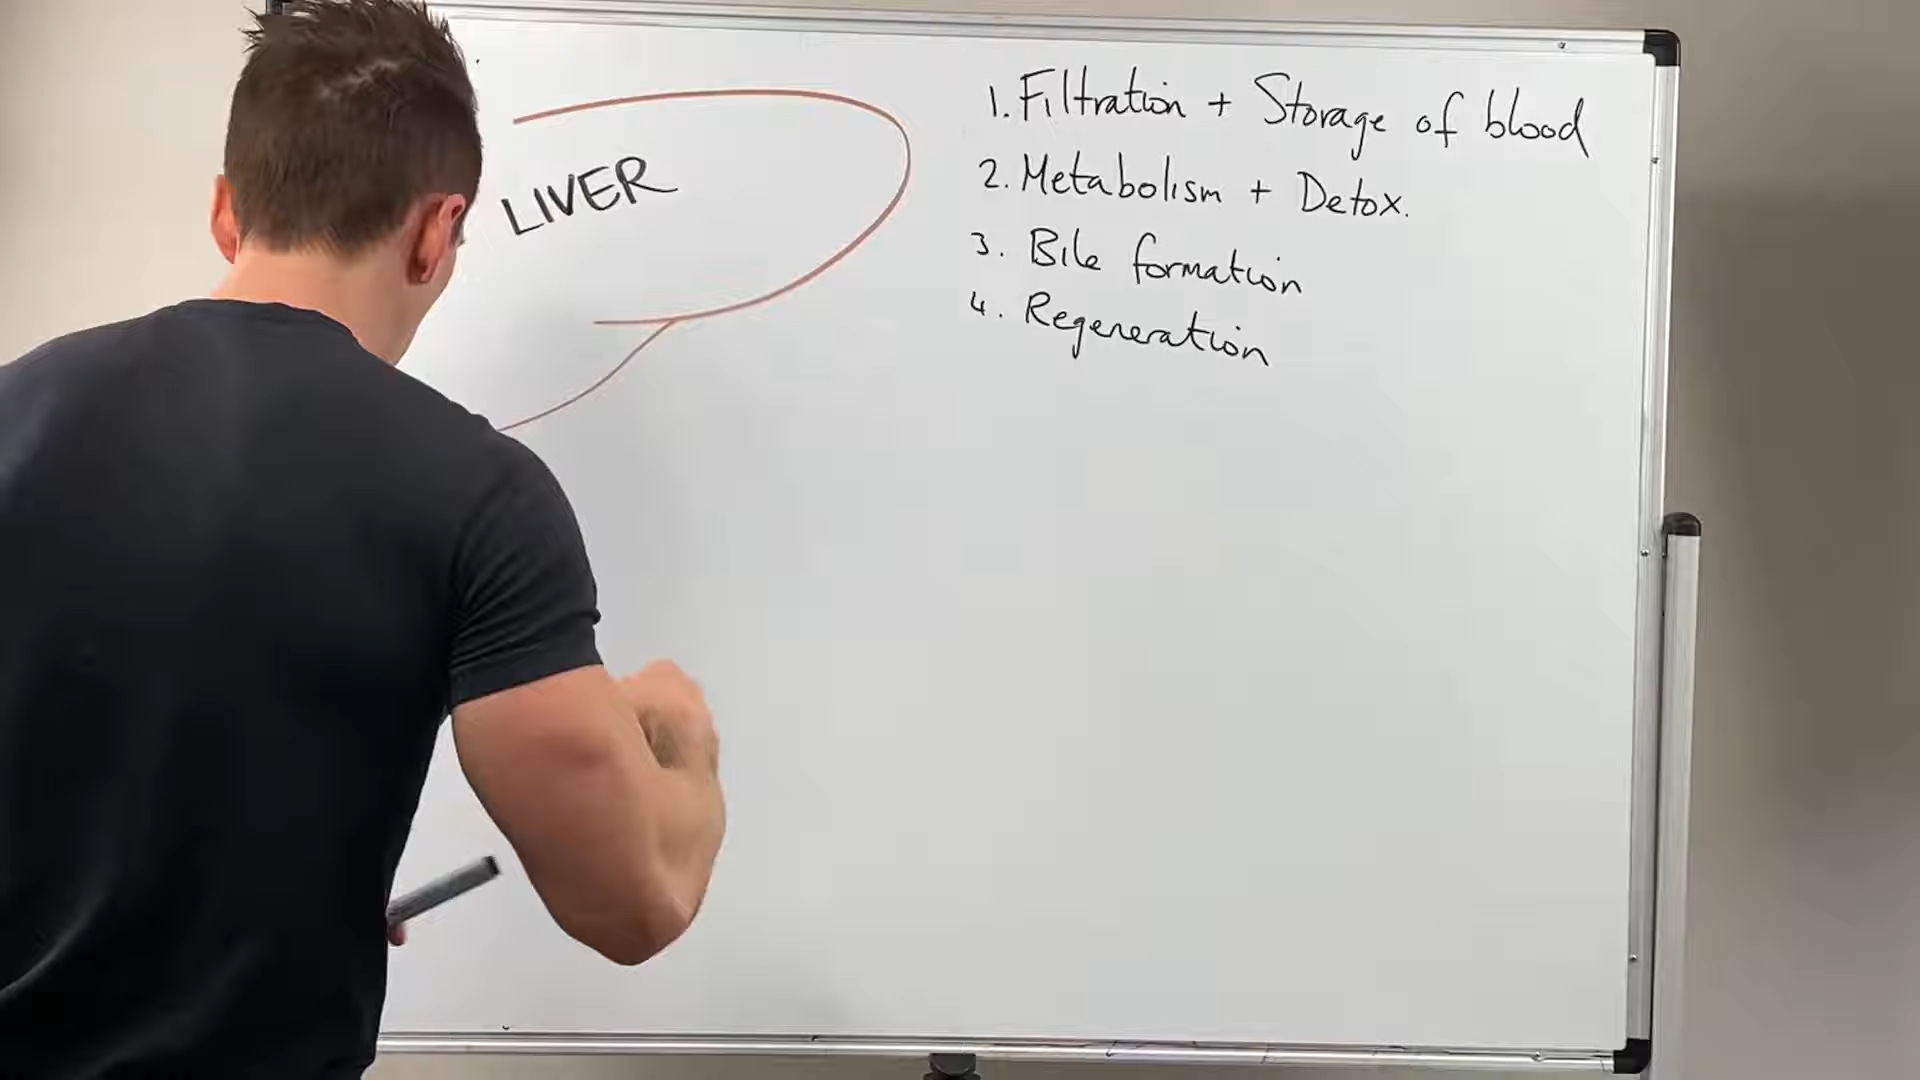 LIVER
1. Filtration + Storage of blood
2. Metabolism + Detox.
3. Bile formation
4. Regeneration